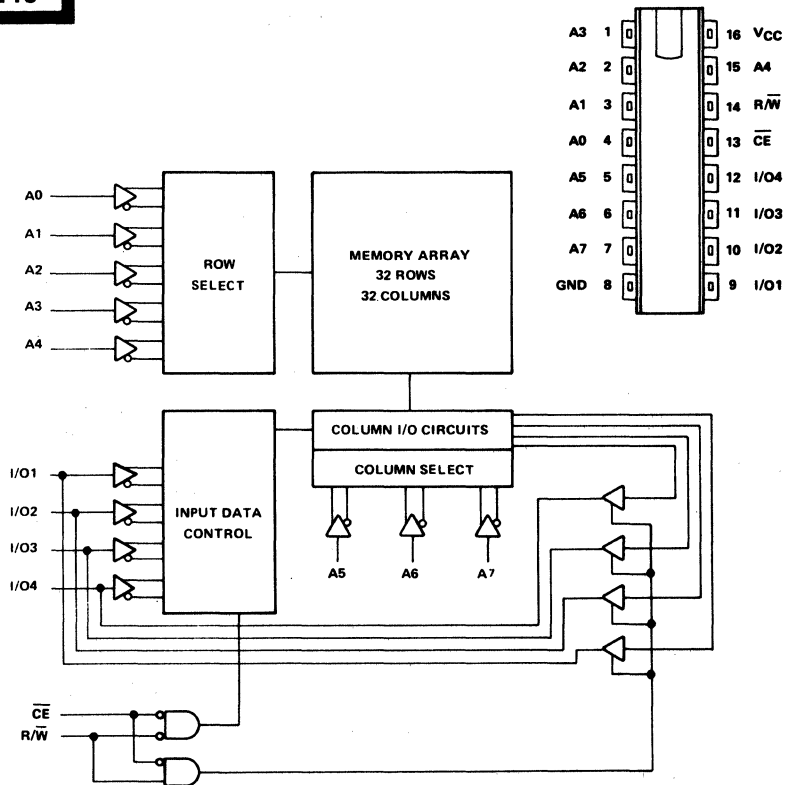 A3 1
A2 2
A1 3
A0 4
A5 5
A6 6
A7 7
GND 8
16 VCC
15 A4
14 R/W̅
13 C̅E̅
12 I/O4
11 I/O3
10 I/O2
9 I/O1
A0
A1
A2
A3
A4
ROW
SELECT
MEMORY ARRAY
32 ROWS
32 COLUMNS
I/O1
I/O2
I/O3
I/O4
INPUT DATA
CONTROL
COLUMN I/O CIRCUITS
COLUMN SELECT
A5
A6
A7
C̅E̅
R/W̅